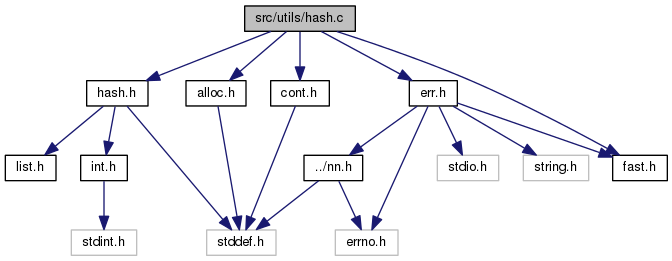 src/utils/hash.c
hash.h
alloc.h
cont.h
err.h
list.h
int.h
../nn.h
stdio.h
string.h
fast.h
stdint.h
stddef.h
errno.h